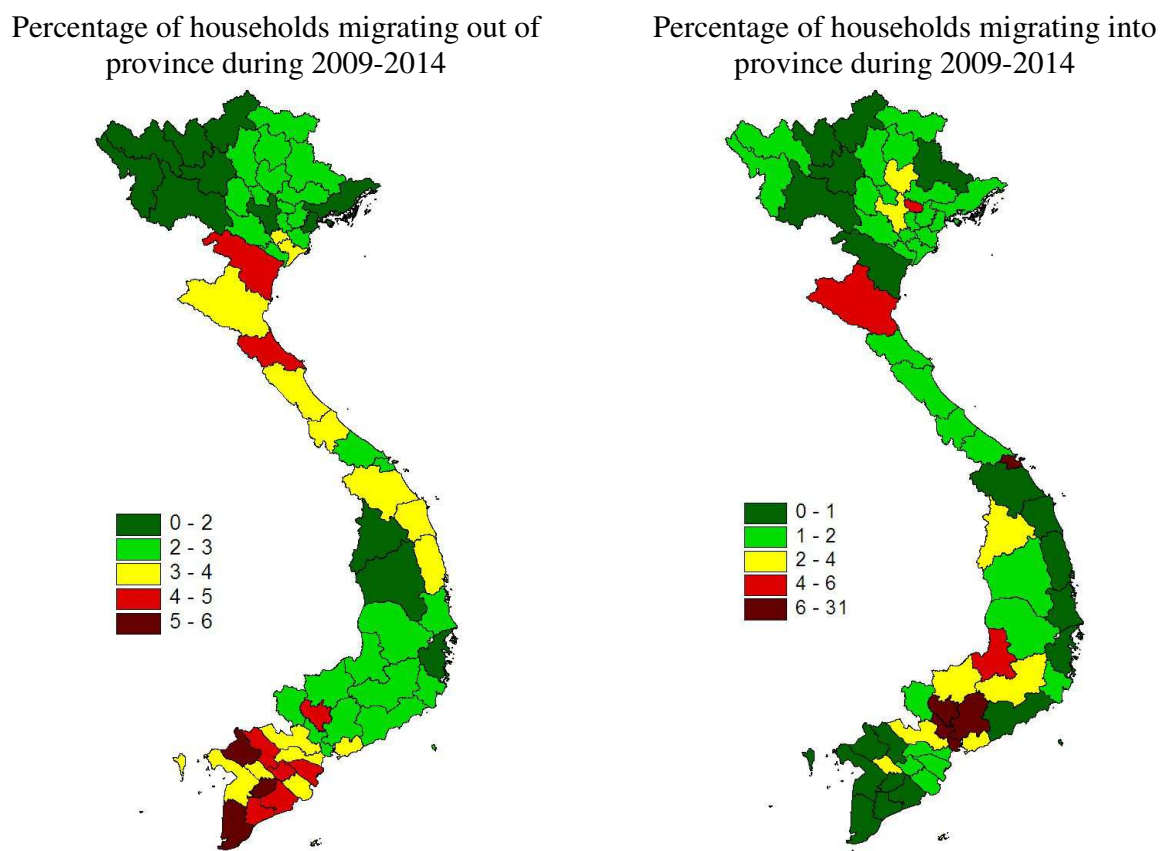 Percentage of households migrating out of
province during 2009-2014
Percentage of households migrating into
province during 2009-2014
0 - 2
2 - 3
3 - 4
4 - 5
5 - 6
0 - 1
1 - 2
2 - 4
4 - 6
6 - 31